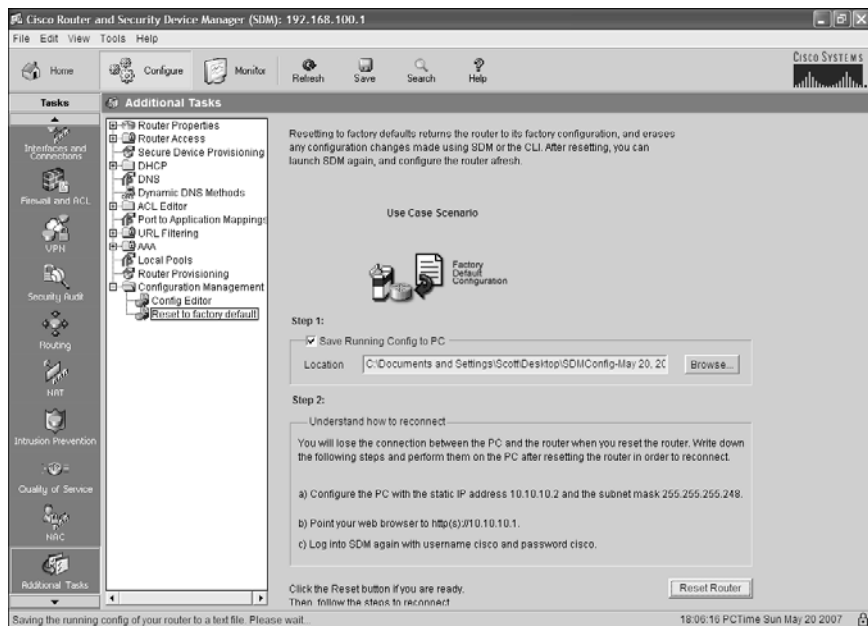 Cisco Router and Security Device Manager (SDM): 192.168.100.1
File Edit View Tools Help
Home Configure Monitor Refresh Save Search Help
CISCO SYSTEMS
Tasks
Interfaces and Connections
Firewall and ACL
VPN
Security Audit
Routing
NAT
Intrusion Prevention
Quality of Service
NAC
Additional Tasks
Additional Tasks
Router Properties
Router Access
Secure Device Provisioning
DHCP
DNS
Dynamic DNS Methods
ACL Editor
Port to Application Mappings
URL Filtering
AAA
Local Pools
Router Provisioning
Configuration Management
Config Editor
Reset to factory default
Resetting to factory defaults returns the router to its factory configuration, and erases
any configuration changes made using SDM or the CLI. After resetting, you can
launch SDM again, and configure the router afresh.
Use Case Scenario
Factory
Default
Configuration
Step 1:
Save Running Config to PC
Location C:\Documents and Settings\Scott\Desktop\SDMConfig-May 20, 20 Browse...
Step 2:
Understand how to reconnect
You will lose the connection between the PC and the router when you reset the router. Write down
the following steps and perform them on the PC after resetting the router in order to reconnect.
a) Configure the PC with the static IP address 10.10.10.2 and the subnet mask 255.255.255.248.
b) Point your web browser to http(s)://10.10.10.1.
c) Log into SDM again with username cisco and password cisco.
Click the Reset button if you are ready.
Then, follow the steps to reconnect
Reset Router
Saving the running config of your router to a text file. Please wait... 18:06:16 PCTime Sun May 20 2007